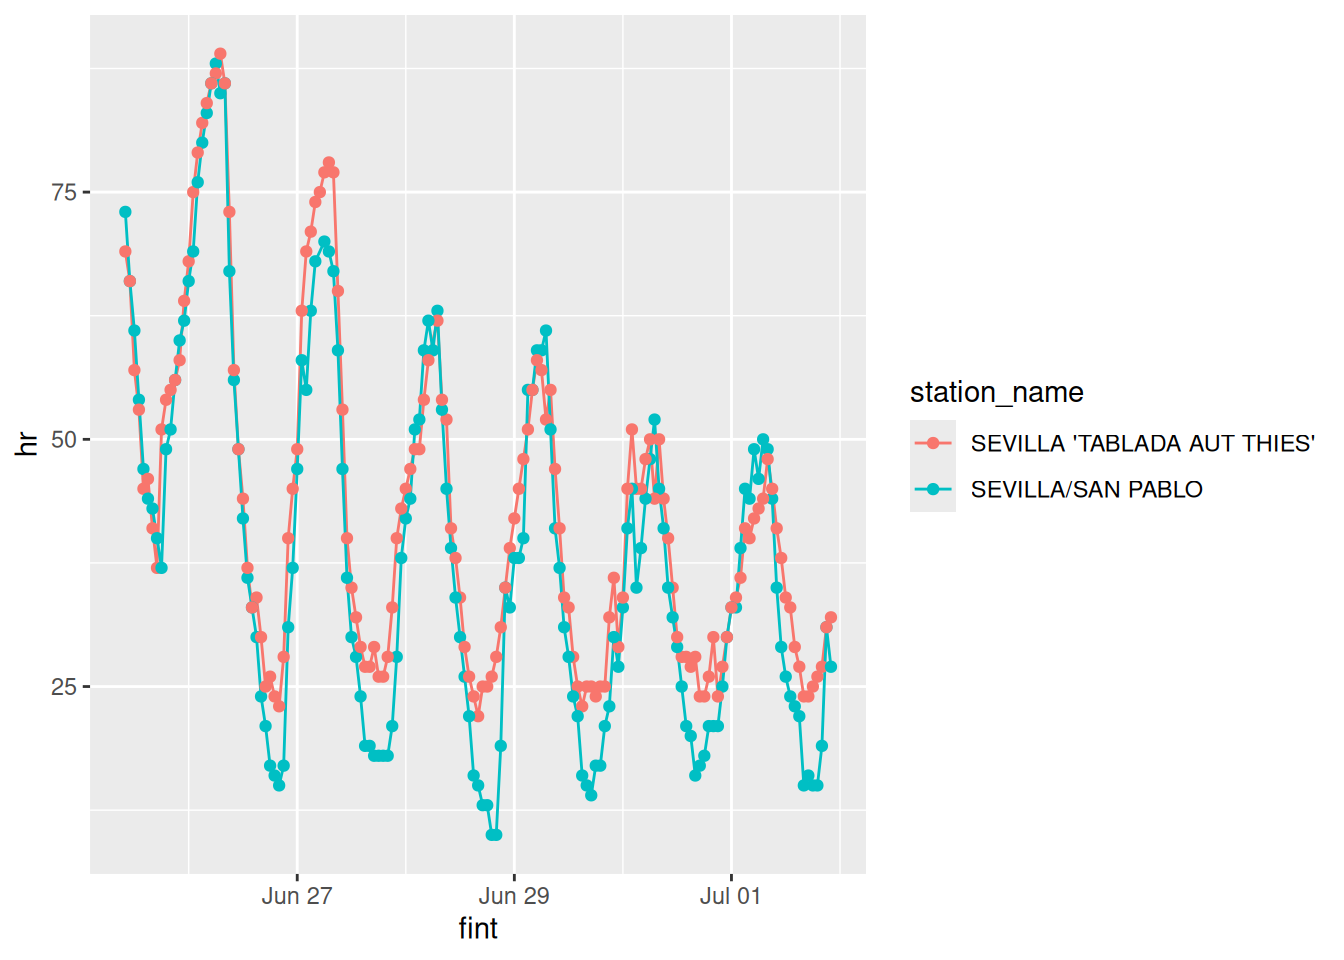 75
50
25
hr
Jun 27
Jun 29
Jul 01
fint
station_name
SEVILLA 'TABLADA AUT THIES'
SEVILLA/SAN PABLO